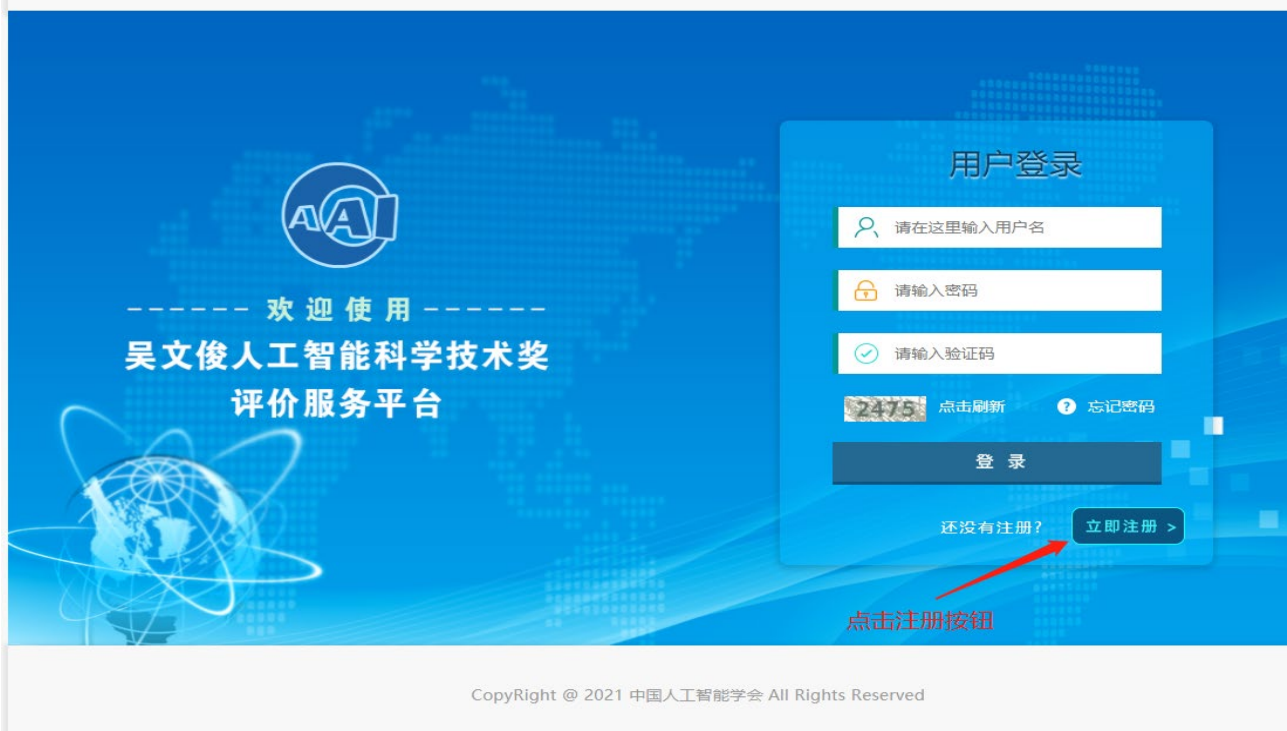 AAI
------ 欢迎使用 ------
吴文俊人工智能科学技术奖
评价服务平台
用户登录
请在这里输入用户名
请输入密码
请输入验证码
2475 点击刷新 ? 忘记密码
登 录
还没有注册? 立即注册 >
点击注册按钮
CopyRight @ 2021 中国人工智能学会 All Rights Reserved